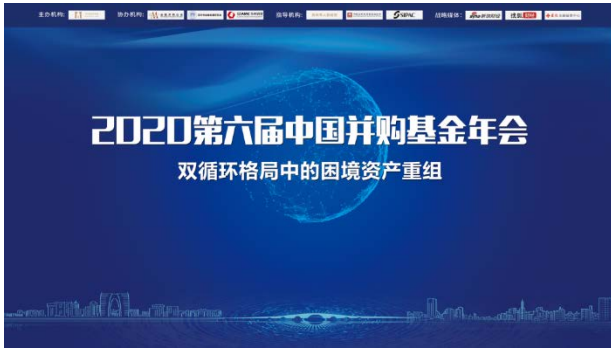 主办机构: 协办机构: 指导机构: SIPAC 战略媒体:
2020第六届中国并购基金年会
双循环格局中的困境资产重组